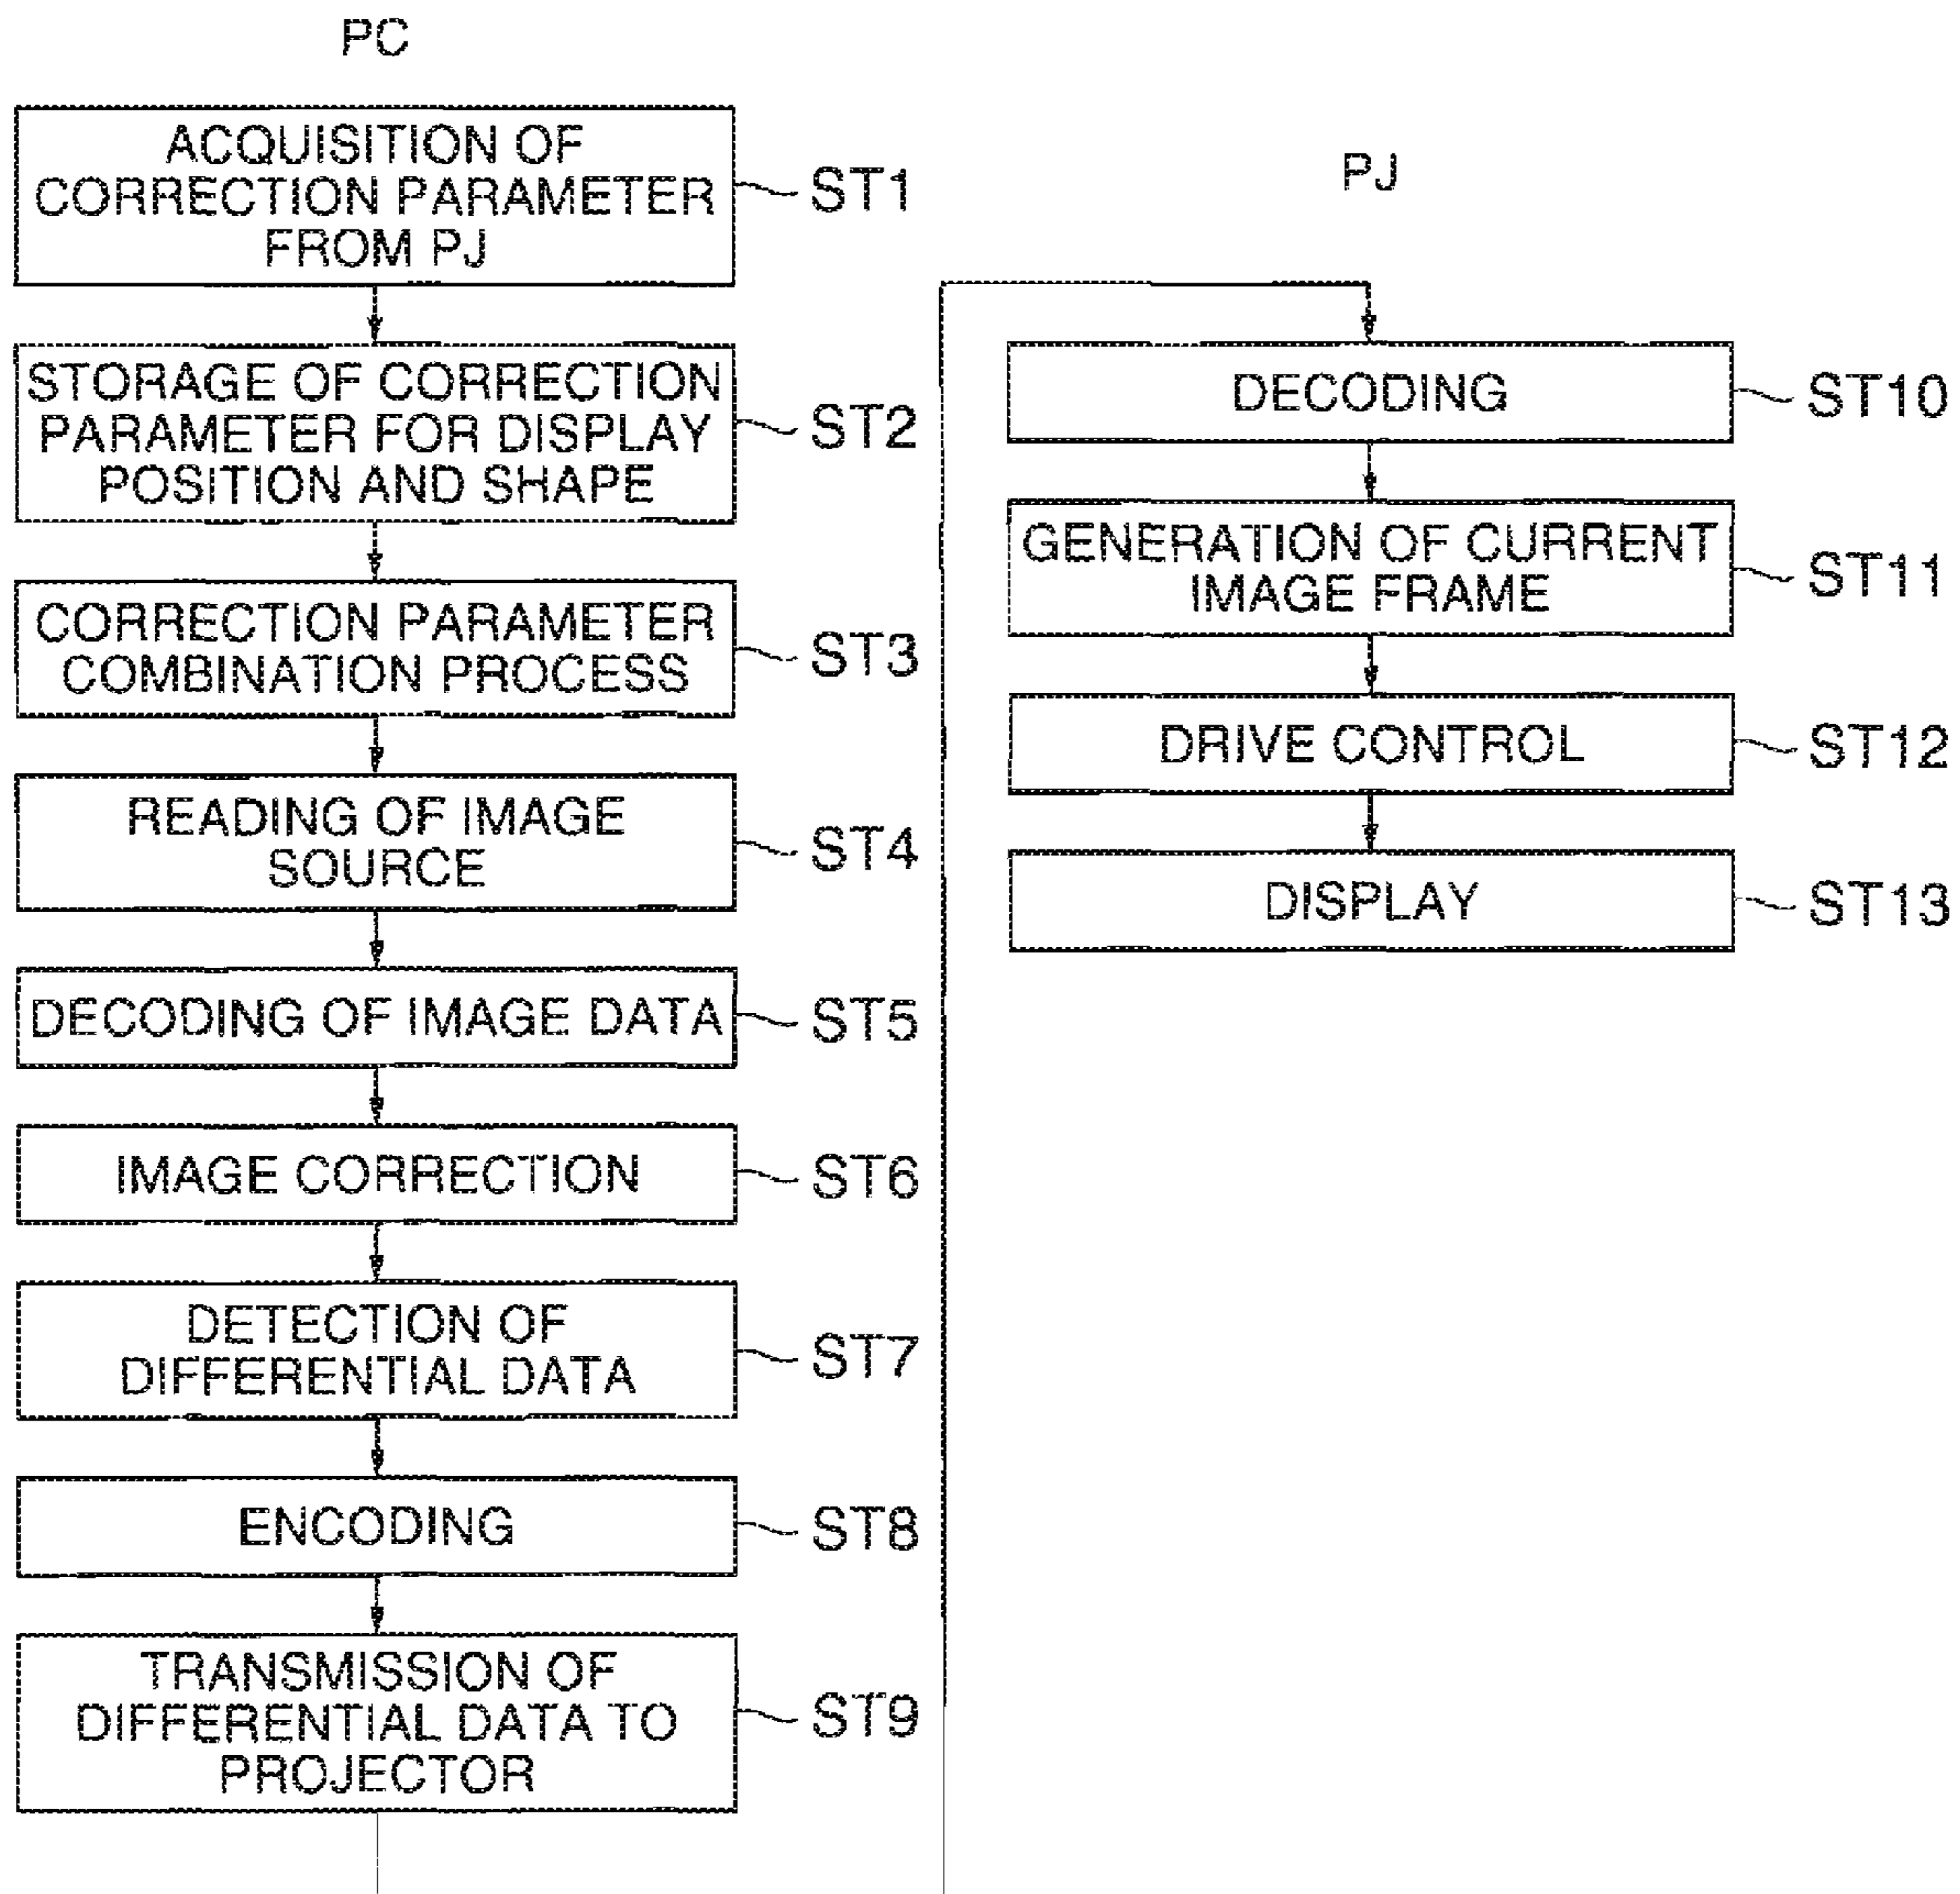 PC
ACQUISITION OF
CORRECTION PARAMETER
FROM PJ
ST1
STORAGE OF CORRECTION
PARAMETER FOR DISPLAY
POSITION AND SHAPE
ST2
CORRECTION PARAMETER
COMBINATION PROCESS
ST3
READING OF IMAGE
SOURCE
ST4
DECODING OF IMAGE DATA
ST5
IMAGE CORRECTION
ST6
DETECTION OF
DIFFERENTIAL DATA
ST7
ENCODING
ST8
TRANSMISSION OF
DIFFERENTIAL DATA TO
PROJECTOR
ST9
PJ
DECODING
ST10
GENERATION OF CURRENT
IMAGE FRAME
ST11
DRIVE CONTROL
ST12
DISPLAY
ST13